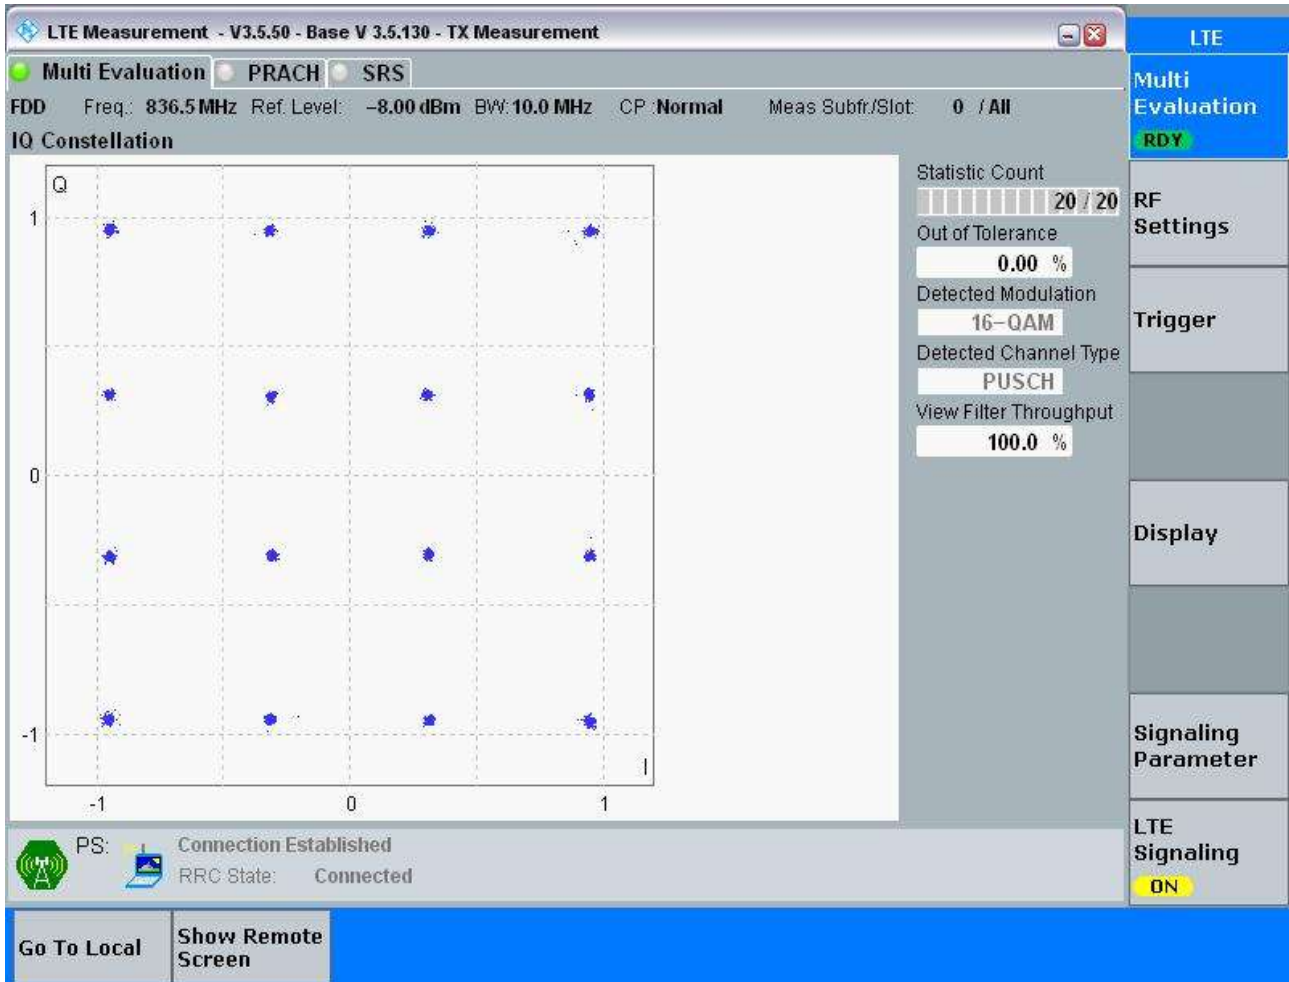 LTE Measurement - V3.5.50 - Base V 3.5.130 - TX Measurement
LTE
Multi Evaluation PRACH SRS
FDD Freq.: 836.5 MHz Ref. Level: -8.00 dBm BW: 10.0 MHz CP : Normal Meas Subfr./Slot: 0 / All
IQ Constellation
Q
1
0
-1
-1 0 1
I
Statistic Count
20 / 20
Out of Tolerance
0.00 %
Detected Modulation
16-QAM
Detected Channel Type
PUSCH
View Filter Throughput
100.0 %
Multi
Evaluation
RDY
RF
Settings
Trigger
Display
Signaling
Parameter
LTE
Signaling
ON
PS: Connection Established
RRC State: Connected
Go To Local
Show Remote
Screen